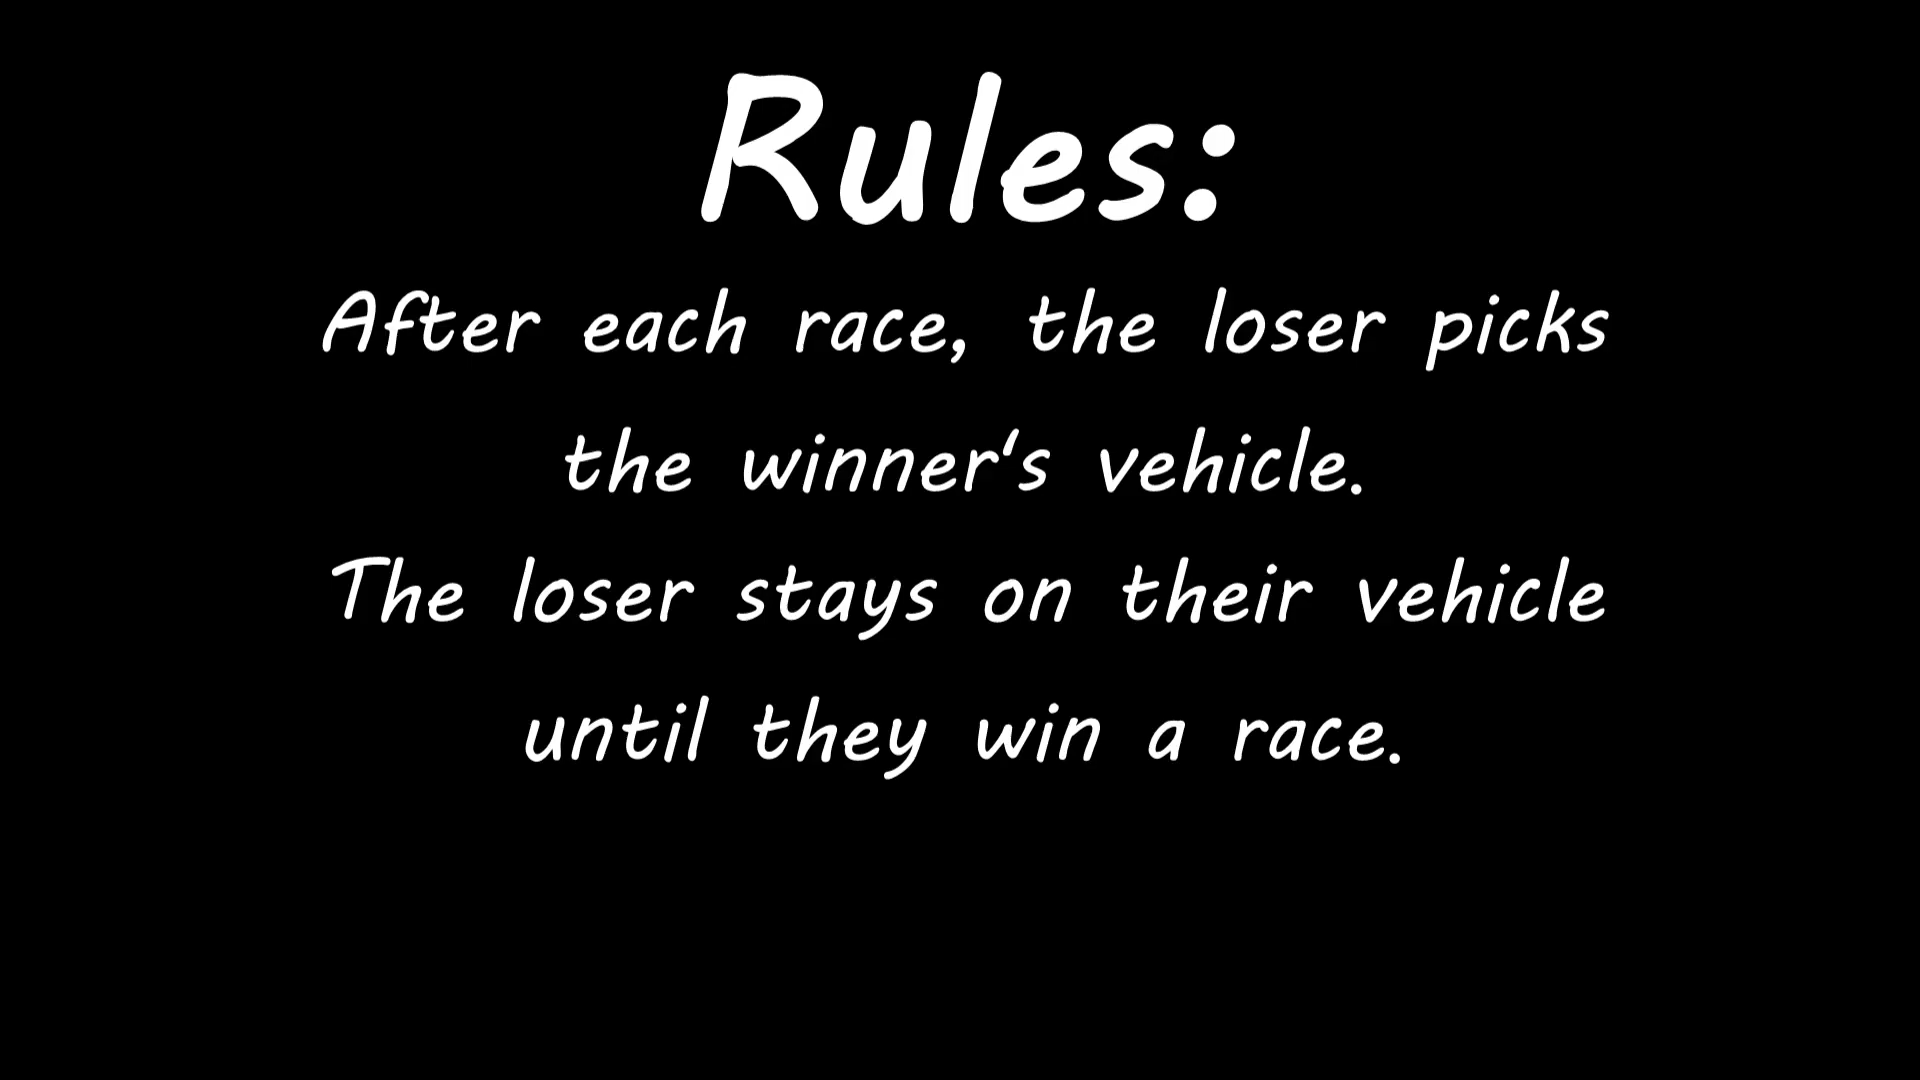 Rules:
After each race, the loser picks
the winner's vehicle.
The loser stays on their vehicle
until they win a race.